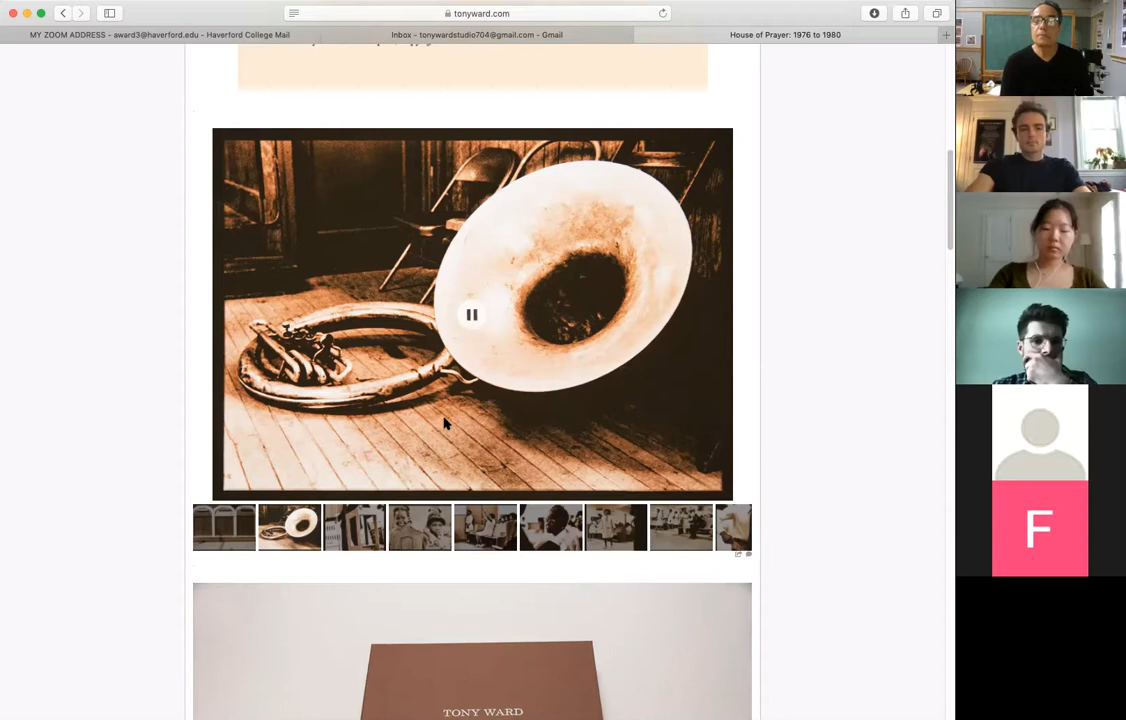 tonyward.com
MY ZOOM ADDRESS - award3@haverford.edu - Haverford College Mail
Inbox - tonywardstudio704@gmail.com - Gmail
House of Prayer: 1976 to 1980
F
TONY WARD